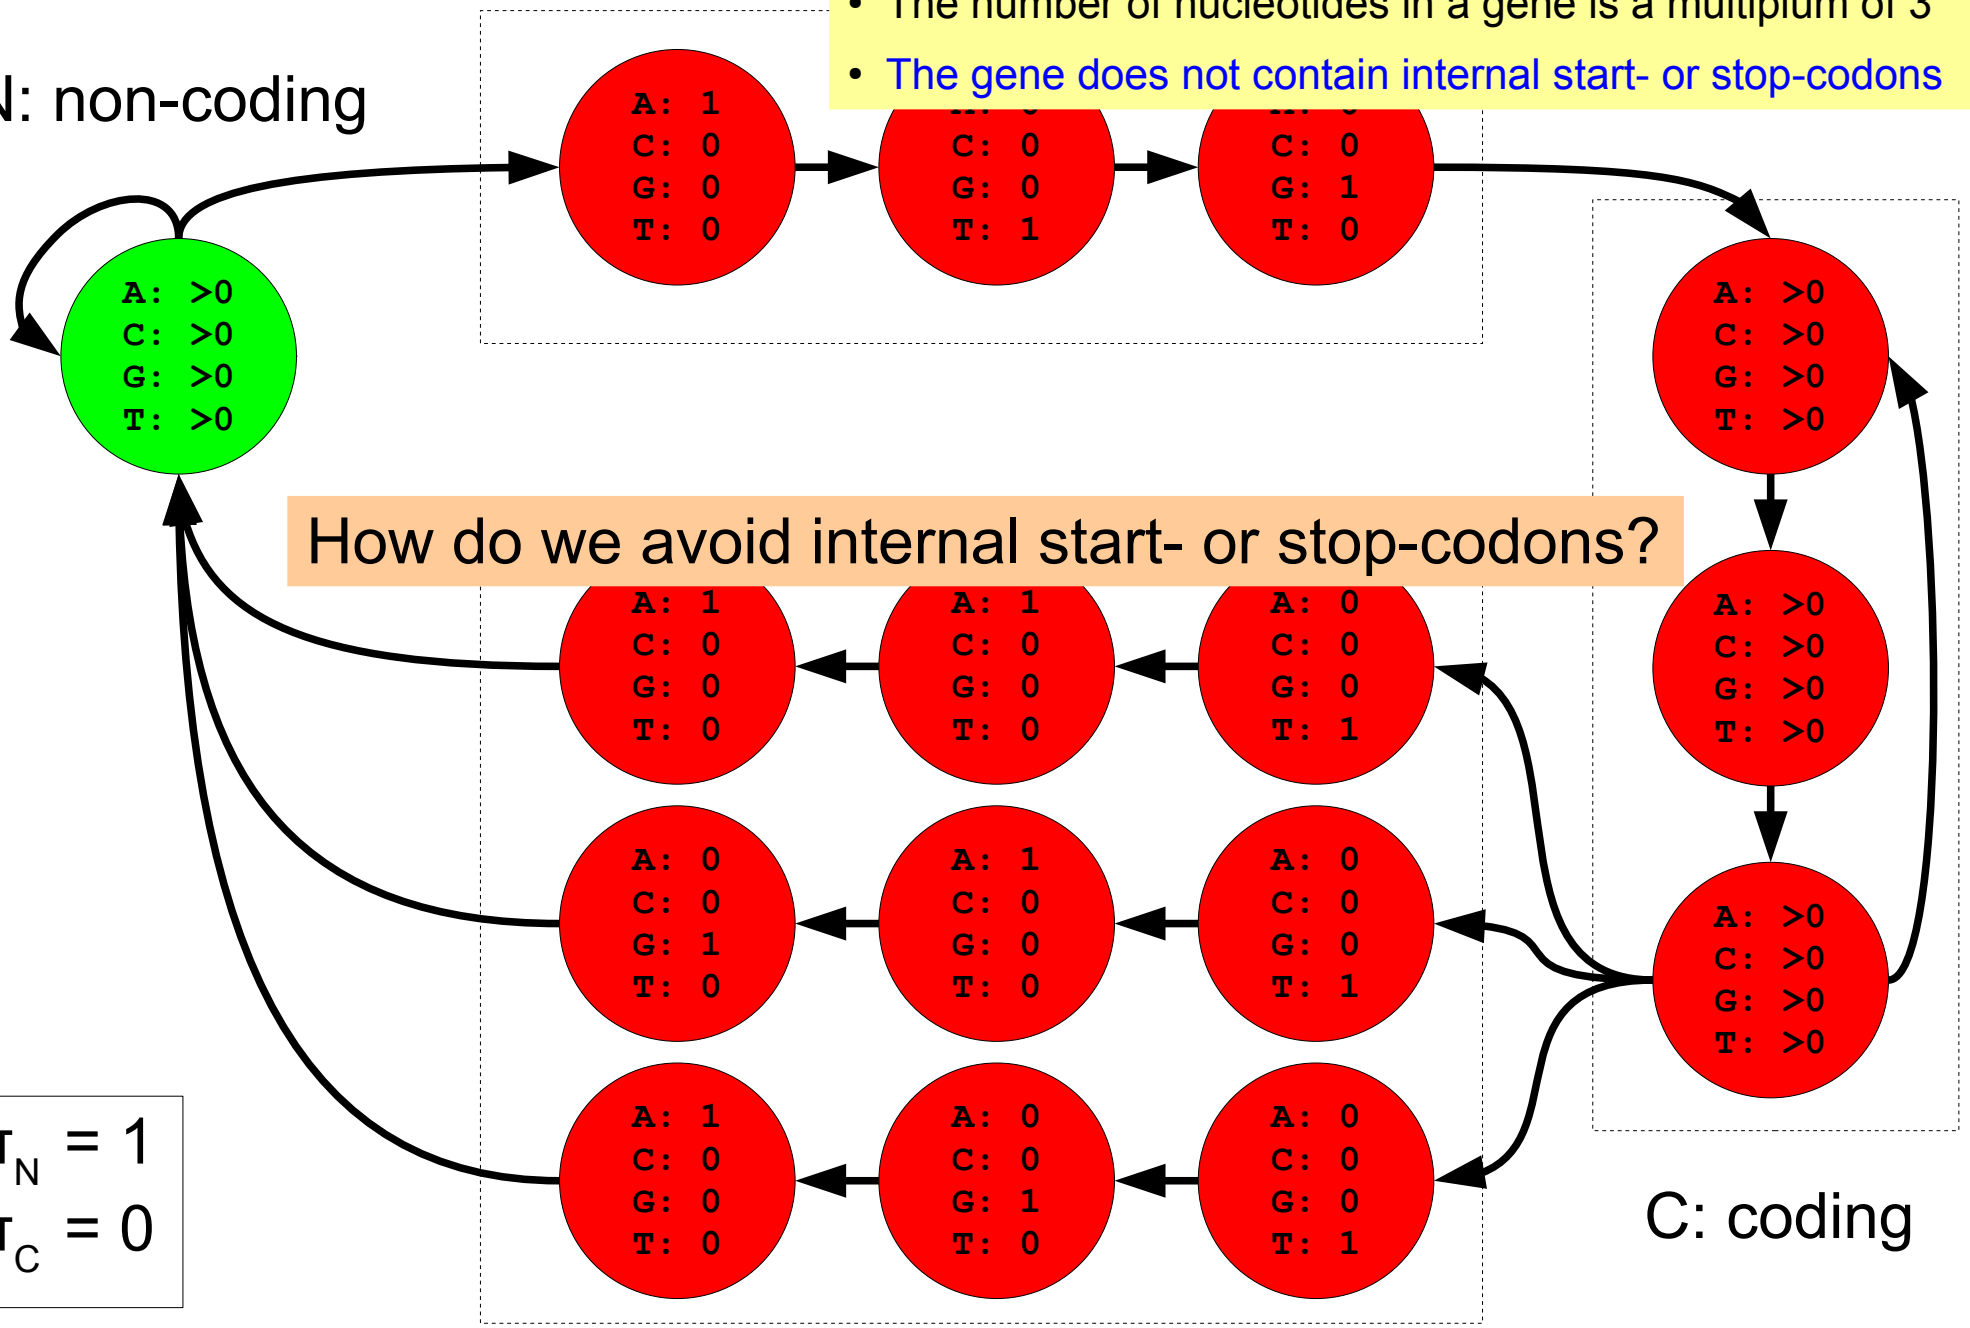 • The number of nucleotides in a gene is a multiplum of 3
• The gene does not contain internal start- or stop-codons
N: non-coding
A: 1
C: 0
G: 0
T: 0
C: 0
G: 0
T: 1
C: 0
G: 1
T: 0
A: >0
C: >0
G: >0
T: >0
A: >0
C: >0
G: >0
T: >0
How do we avoid internal start- or stop-codons?
A: 1
C: 0
G: 0
T: 0
A: 1
C: 0
G: 0
T: 0
A: 0
C: 0
G: 0
T: 1
A: >0
C: >0
G: >0
T: >0
A: 0
C: 0
G: 1
T: 0
A: 1
C: 0
G: 0
T: 0
A: 0
C: 0
G: 0
T: 1
A: >0
C: >0
G: >0
T: >0
A: 1
C: 0
G: 0
T: 0
A: 0
C: 0
G: 1
T: 0
A: 0
C: 0
G: 0
T: 1
π_N = 1
π_C = 0
C: coding